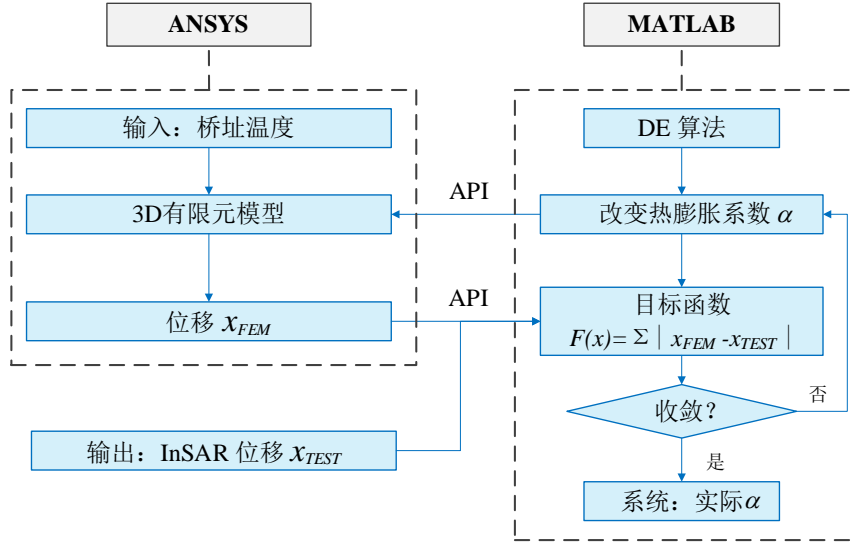 ANSYS
MATLAB
输入：桥址温度
DE 算法
API
3D有限元模型
改变热膨胀系数 α
API
位移 xFEM
目标函数
F(x)= Σ｜ xFEM -xTEST｜
收敛？
否
输出：InSAR 位移 xTEST
是
系统：实际α